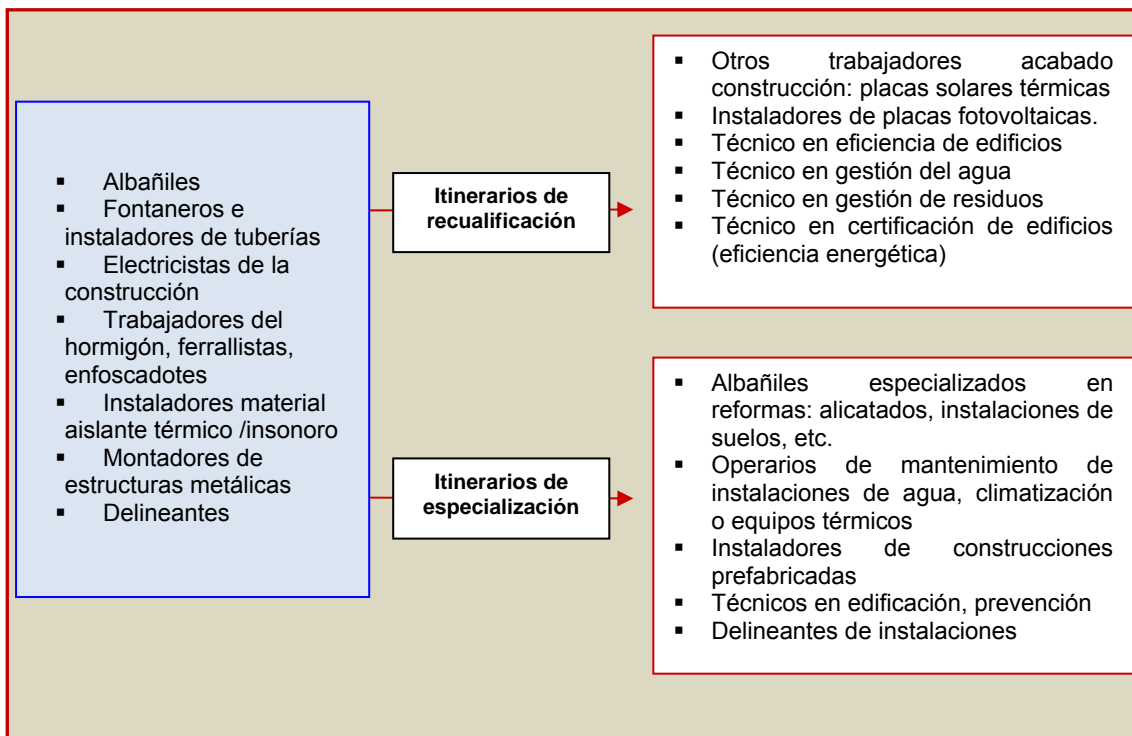 ▪ Albañiles
▪ Fontaneros e
instaladores de tuberías
▪ Electricistas de la
construcción
▪ Trabajadores del
hormigón, ferrallistas,
enfoscadotes
▪ Instaladores material
aislante térmico /insonoro
▪ Montadores de
estructuras metálicas
▪ Delineantes
Itinerarios de
recualificación
▪ Otros trabajadores acabado
construcción: placas solares térmicas
▪ Instaladores de placas fotovoltaicas.
▪ Técnico en eficiencia de edificios
▪ Técnico en gestión del agua
▪ Técnico en gestión de residuos
▪ Técnico en certificación de edificios
(eficiencia energética)
Itinerarios de
especialización
▪ Albañiles especializados en
reformas: alicatados, instalaciones de
suelos, etc.
▪ Operarios de mantenimiento de
instalaciones de agua, climatización
o equipos térmicos
▪ Instaladores de construcciones
prefabricadas
▪ Técnicos en edificación, prevención
▪ Delineantes de instalaciones